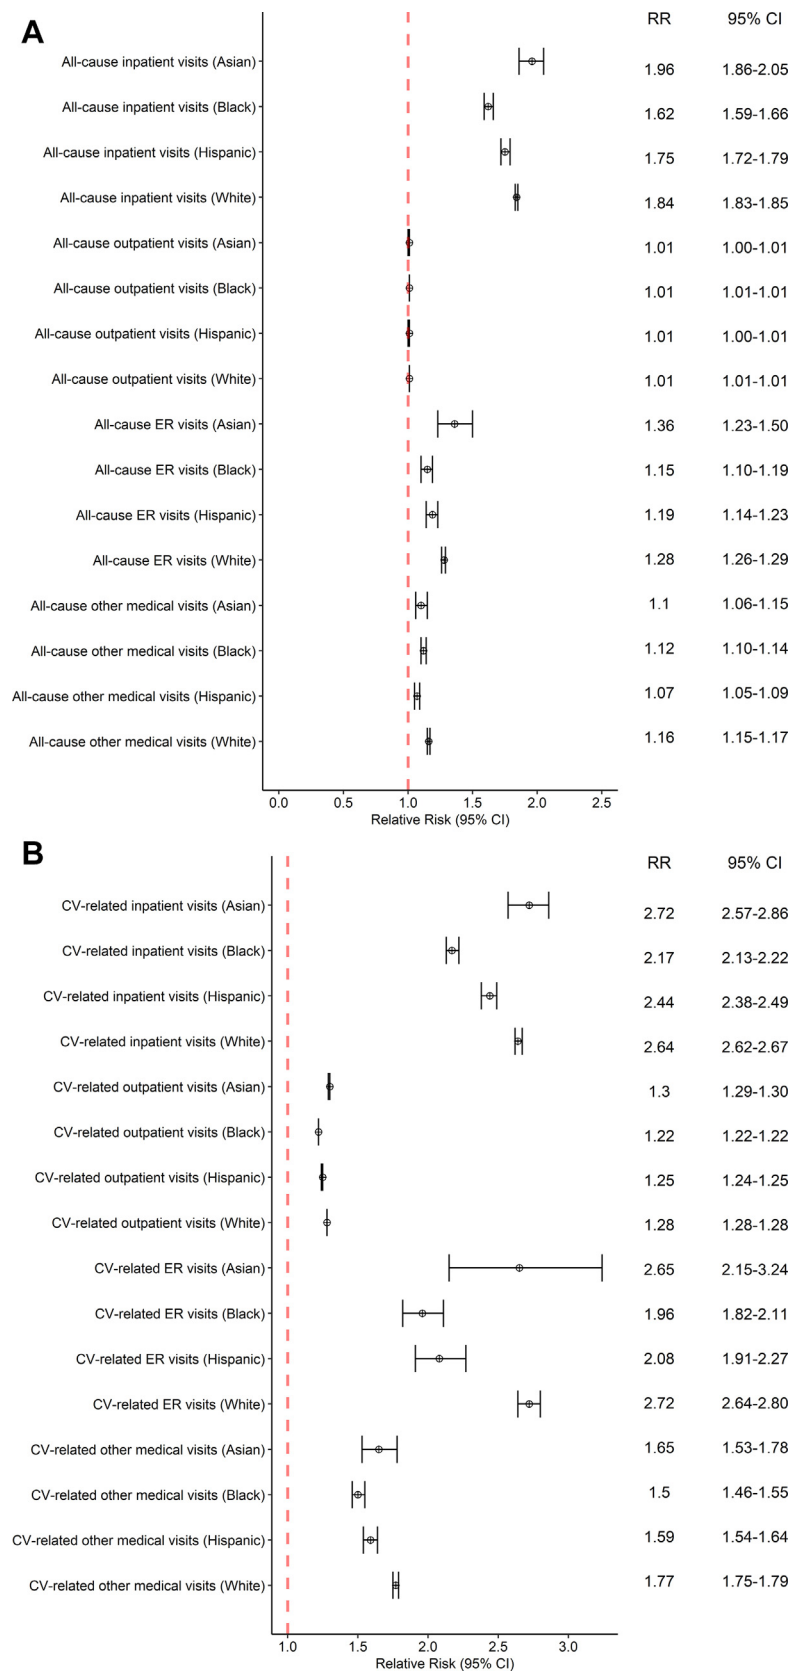 A
RR 95% CI
All-cause inpatient visits (Asian) 1.96 1.86-2.05
All-cause inpatient visits (Black) 1.62 1.59-1.66
All-cause inpatient visits (Hispanic) 1.75 1.72-1.79
All-cause inpatient visits (White) 1.84 1.83-1.85
All-cause outpatient visits (Asian) 1.01 1.00-1.01
All-cause outpatient visits (Black) 1.01 1.01-1.01
All-cause outpatient visits (Hispanic) 1.01 1.00-1.01
All-cause outpatient visits (White) 1.01 1.01-1.01
All-cause ER visits (Asian) 1.36 1.23-1.50
All-cause ER visits (Black) 1.15 1.10-1.19
All-cause ER visits (Hispanic) 1.19 1.14-1.23
All-cause ER visits (White) 1.28 1.26-1.29
All-cause other medical visits (Asian) 1.1 1.06-1.15
All-cause other medical visits (Black) 1.12 1.10-1.14
All-cause other medical visits (Hispanic) 1.07 1.05-1.09
All-cause other medical visits (White) 1.16 1.15-1.17
0.0 0.5 1.0 1.5 2.0 2.5
Relative Risk (95% CI)
B
RR 95% CI
CV-related inpatient visits (Asian) 2.72 2.57-2.86
CV-related inpatient visits (Black) 2.17 2.13-2.22
CV-related inpatient visits (Hispanic) 2.44 2.38-2.49
CV-related inpatient visits (White) 2.64 2.62-2.67
CV-related outpatient visits (Asian) 1.3 1.29-1.30
CV-related outpatient visits (Black) 1.22 1.22-1.22
CV-related outpatient visits (Hispanic) 1.25 1.24-1.25
CV-related outpatient visits (White) 1.28 1.28-1.28
CV-related ER visits (Asian) 2.65 2.15-3.24
CV-related ER visits (Black) 1.96 1.82-2.11
CV-related ER visits (Hispanic) 2.08 1.91-2.27
CV-related ER visits (White) 2.72 2.64-2.80
CV-related other medical visits (Asian) 1.65 1.53-1.78
CV-related other medical visits (Black) 1.5 1.46-1.55
CV-related other medical visits (Hispanic) 1.59 1.54-1.64
CV-related other medical visits (White) 1.77 1.75-1.79
1.0 1.5 2.0 2.5 3.0
Relative Risk (95% CI)